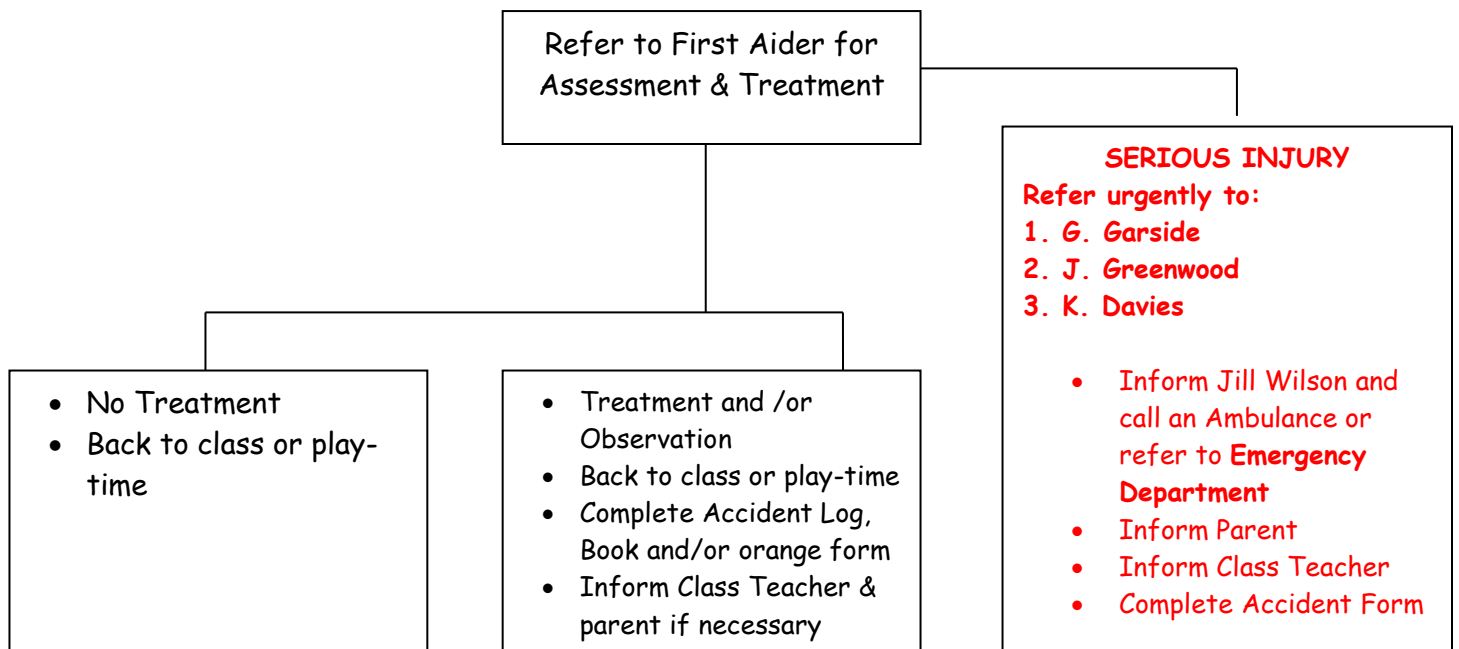 Refer to First Aider for
Assessment & Treatment
SERIOUS INJURY
Refer urgently to:
1. G. Garside
2. J. Greenwood
3. K. Davies
• Inform Jill Wilson and
call an Ambulance or
refer to Emergency
Department
• Inform Parent
• Inform Class Teacher
• Complete Accident Form
• No Treatment
• Back to class or play-
time
• Treatment and /or
Observation
• Back to class or play-time
• Complete Accident Log,
Book and/or orange form
• Inform Class Teacher &
parent if necessary